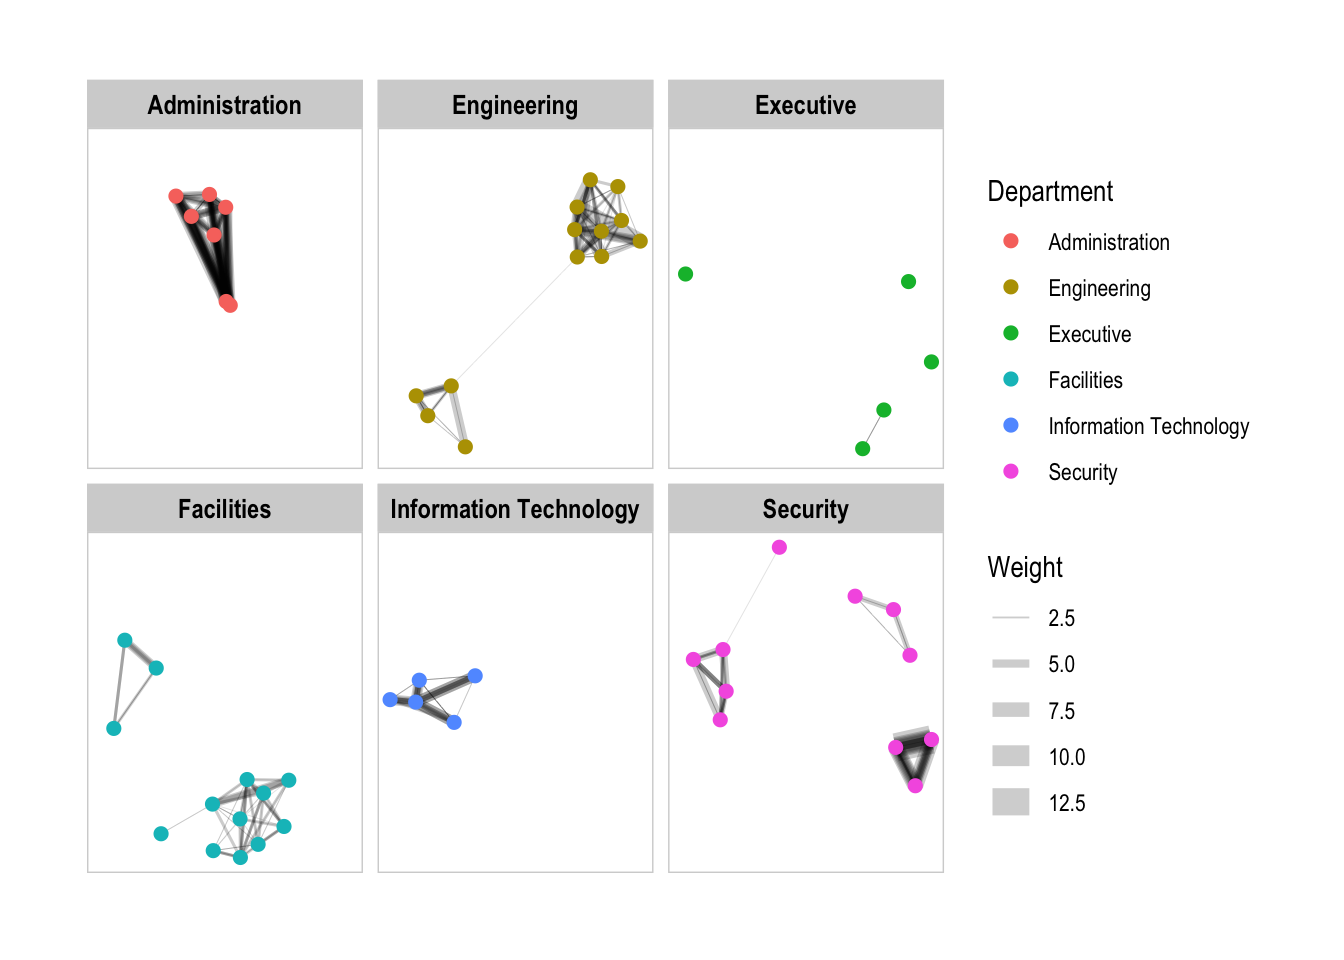 Administration
Engineering
Executive
Facilities
Information Technology
Security
Department
Administration
Engineering
Executive
Facilities
Information Technology
Security
Weight
2.5
5.0
7.5
10.0
12.5